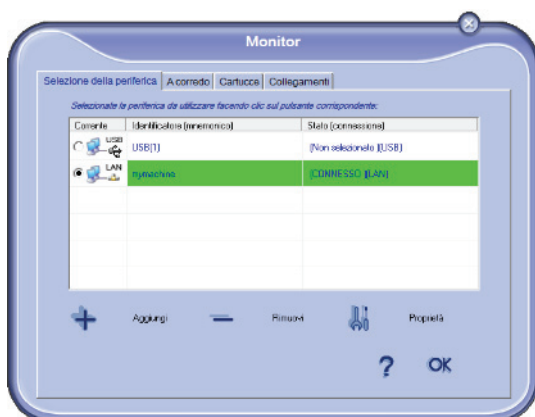 Monitor
Selezione della periferica A corredo Cartucce Collegamenti
Selezionate la periferica da utilizzare facendo clic sul pulsante corrispondente:
Corrente Identificatore (mnemonico) Stato (connessione)
USB USB(1) (Non selezionato )(USB)
LAN mymachine (CONNESSO )(LAN)
Aggiungi Rimuovi Proprietà
? OK